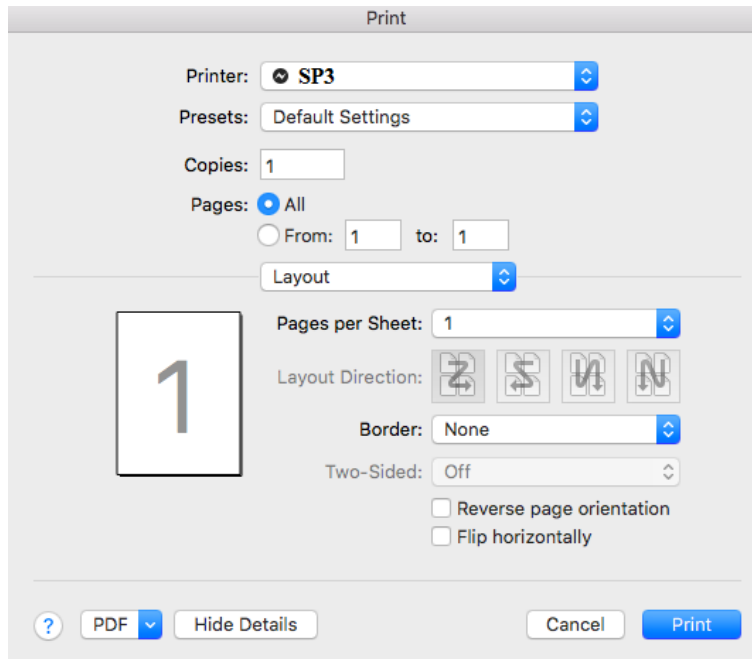 Print
Printer: SP3
Presets: Default Settings
Copies: 1
Pages: All
From: 1 to: 1
Layout
Pages per Sheet: 1
1
Layout Direction:
Border: None
Two-Sided: Off
Reverse page orientation
Flip horizontally
? PDF Hide Details Cancel Print